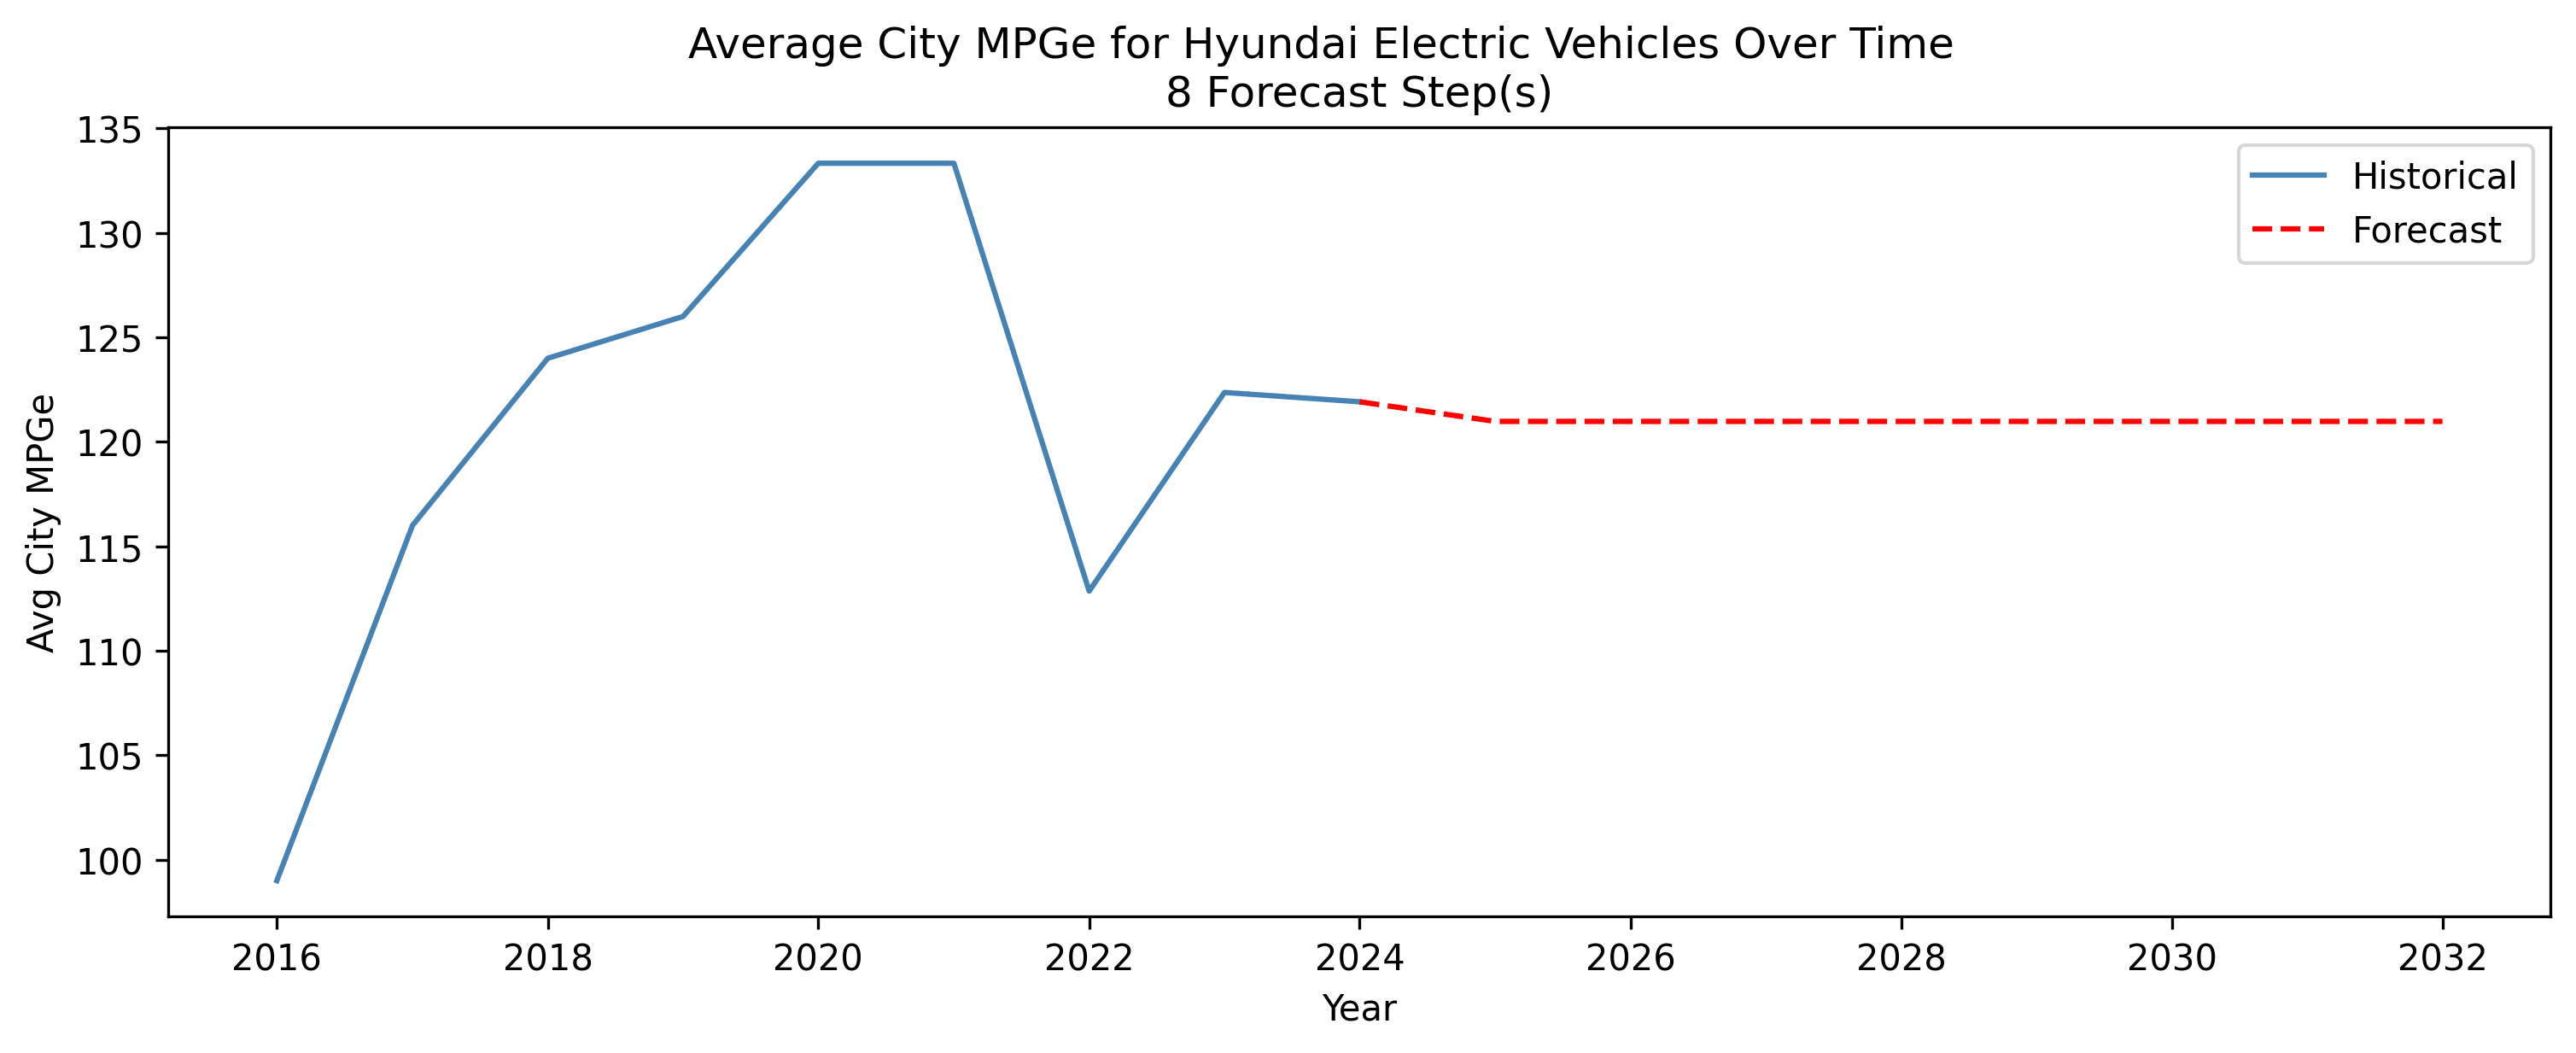 Average City MPGe for Hyundai Electric Vehicles Over Time
8 Forecast Step(s)
135
130
125
120
115
110
105
100
Avg City MPGe
Historical
Forecast
2016
2018
2020
2022
2024
2026
2028
2030
2032
Year